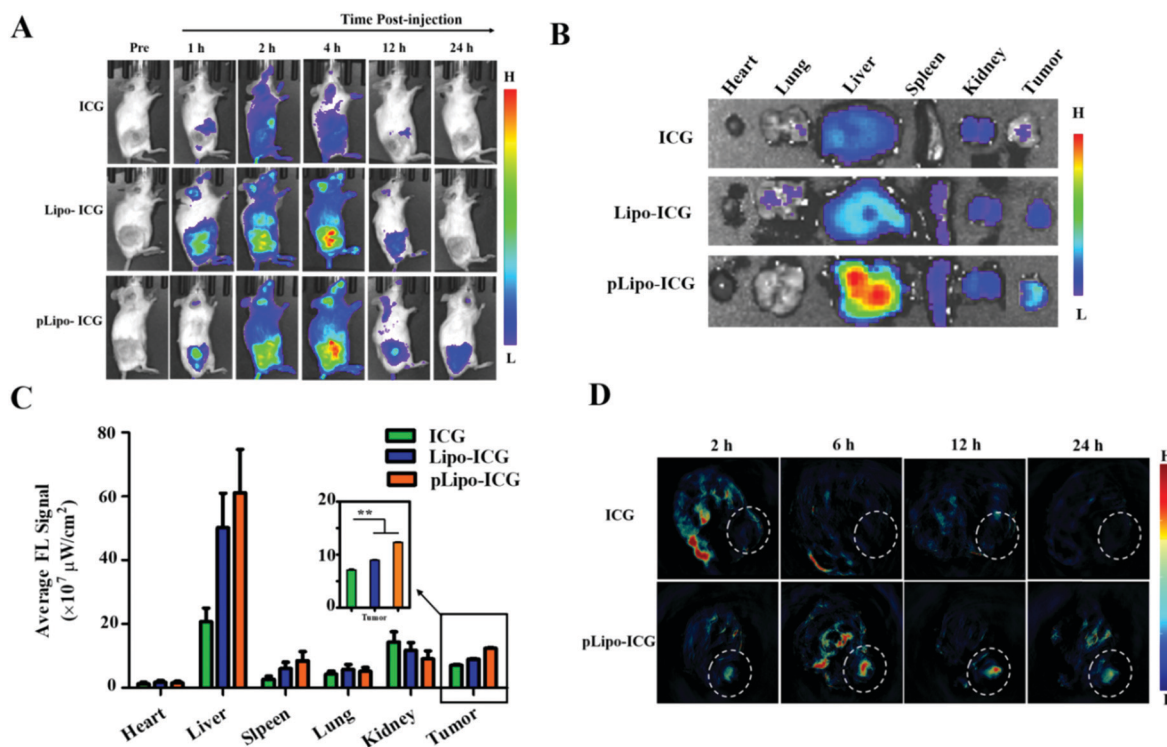 A
Time Post-injection
Pre 1 h 2 h 4 h 12 h 24 h
ICG
Lipo- ICG
pLipo- ICG
H
L
B
Heart Lung Liver Spleen Kidney Tumor
ICG
Lipo-ICG
pLipo-ICG
H
L
C
Average FL Signal
(×10⁷ μW/cm²)
80
60
40
20
0
ICG
Lipo-ICG
pLipo-ICG
20
10
0
**
Tumor
Heart Liver Slpeen Lung Kidney Tumor
D
2 h 6 h 12 h 24 h
ICG
pLipo-ICG
H